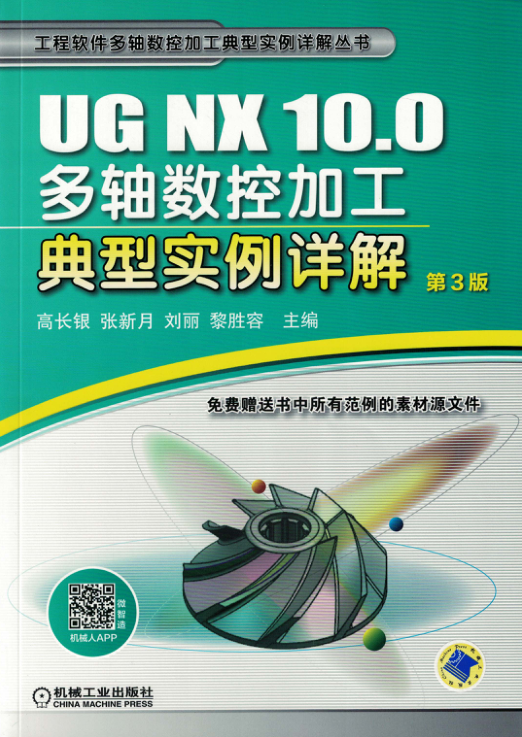 工程软件多轴数控加工典型实例详解丛书
UG NX 10.0
多轴数控加工
典型实例详解 第3版
高长银 张新月 刘丽 黎胜容 主编
免费赠送书中所有范例的素材源文件
微智造
机械人APP
机械工业出版社
CHINA MACHINE PRESS